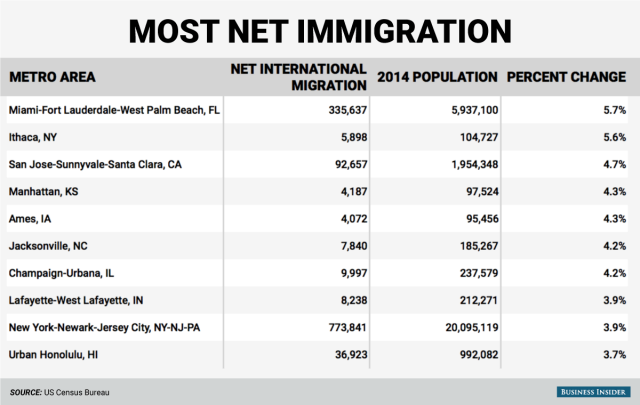 MOST NET IMMIGRATION
METRO AREA NET INTERNATIONAL MIGRATION 2014 POPULATION PERCENT CHANGE
Miami-Fort Lauderdale-West Palm Beach, FL 335,637 5,937,100 5.7%
Ithaca, NY 5,898 104,727 5.6%
San Jose-Sunnyvale-Santa Clara, CA 92,657 1,954,348 4.7%
Manhattan, KS 4,187 97,524 4.3%
Ames, IA 4,072 95,456 4.3%
Jacksonville, NC 7,840 185,267 4.2%
Champaign-Urbana, IL 9,997 237,579 4.2%
Lafayette-West Lafayette, IN 8,238 212,271 3.9%
New York-Newark-Jersey City, NY-NJ-PA 773,841 20,095,119 3.9%
Urban Honolulu, HI 36,923 992,082 3.7%
SOURCE: US Census Bureau BUSINESS INSIDER